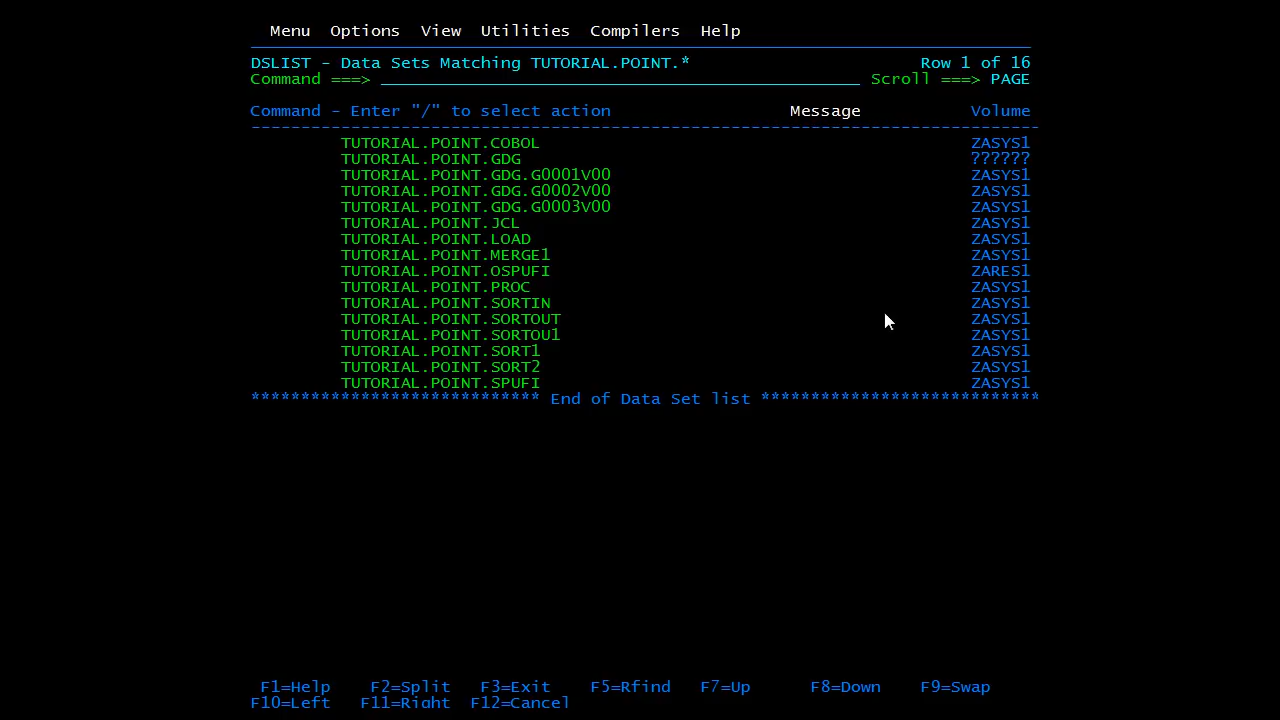 Menu Options View Utilities Compilers Help
DSLIST - Data Sets Matching TUTORIAL.POINT.* Row 1 of 16
Command ===> Scroll ===> PAGE
Command - Enter "/" to select action Message Volume
-------------------------------------------------------------------------------
TUTORIAL.POINT.COBOL ZASYS1
TUTORIAL.POINT.GDG ??????
TUTORIAL.POINT.GDG.G0001V00 ZASYS1
TUTORIAL.POINT.GDG.G0002V00 ZASYS1
TUTORIAL.POINT.GDG.G0003V00 ZASYS1
TUTORIAL.POINT.JCL ZASYS1
TUTORIAL.POINT.LOAD ZASYS1
TUTORIAL.POINT.MERGE1 ZASYS1
TUTORIAL.POINT.OSPUFI ZARES1
TUTORIAL.POINT.PROC ZASYS1
TUTORIAL.POINT.SORTIN ZASYS1
TUTORIAL.POINT.SORTOUT ZASYS1
TUTORIAL.POINT.SORTOU1 ZASYS1
TUTORIAL.POINT.SORT1 ZASYS1
TUTORIAL.POINT.SORT2 ZASYS1
TUTORIAL.POINT.SPUFI ZASYS1
***************************** End of Data Set list ****************************
F1=Help F2=Split F3=Exit F5=Rfind F7=Up F8=Down F9=Swap
F10=Left F11=Right F12=Cancel